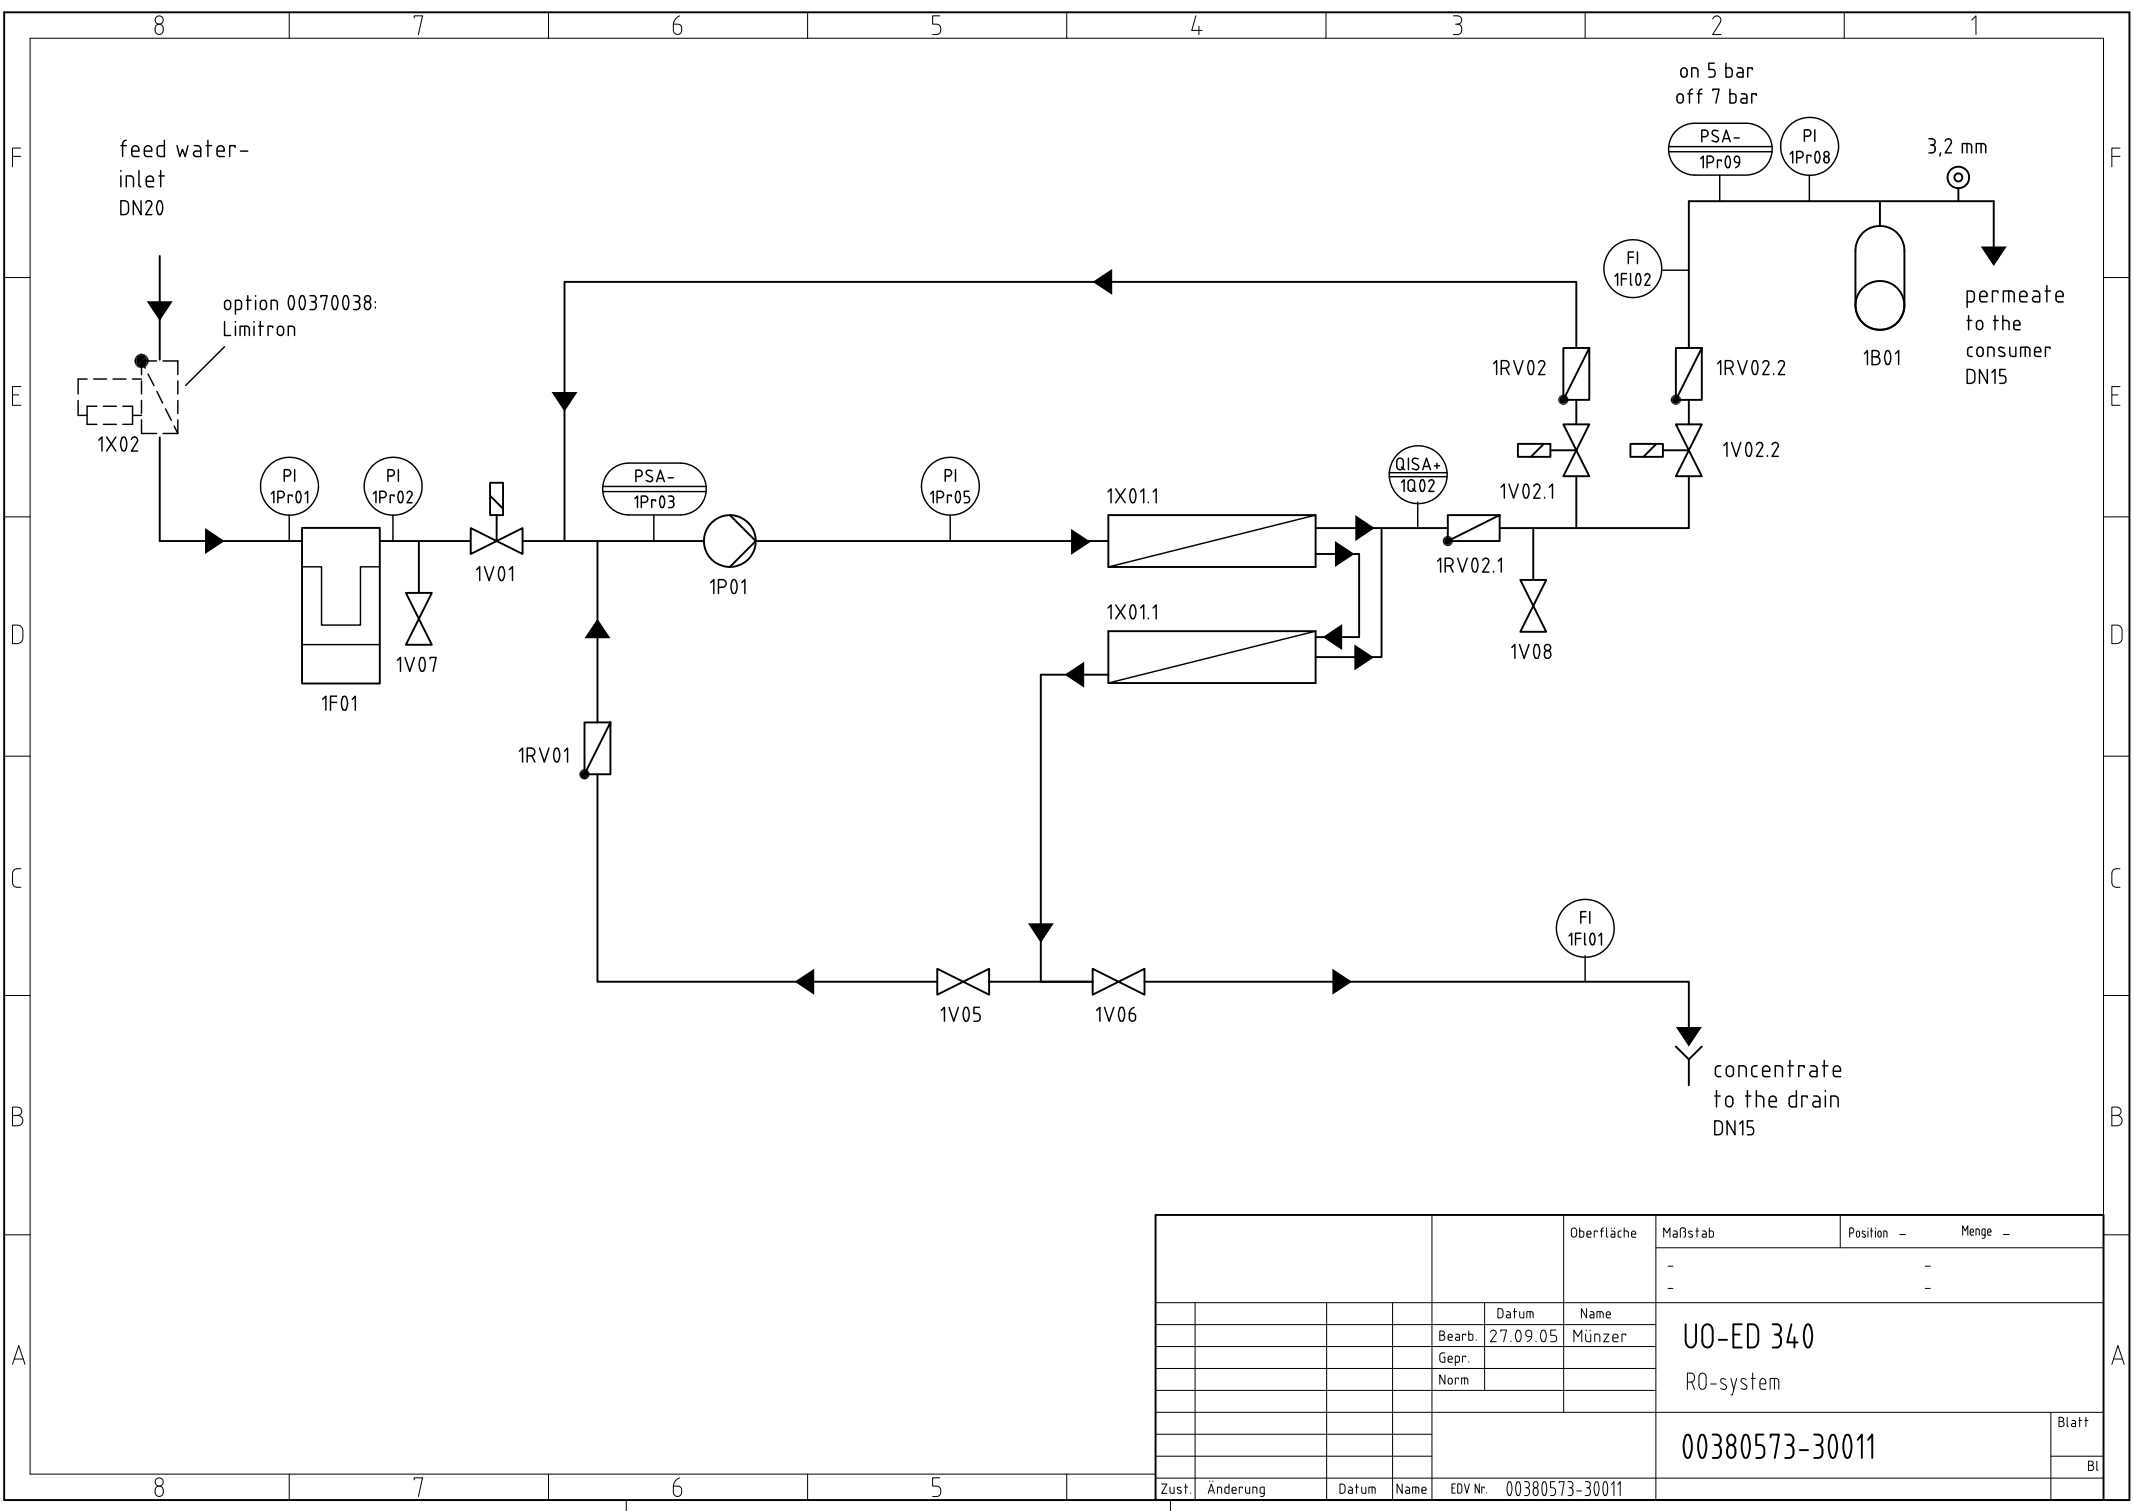 8 7 6 5 4 3 2 1
on 5 bar
off 7 bar
PSA-
1Pr09
PI
1Pr08
3,2 mm
F
F
feed water-
inlet
DN20
FI
1Fl02
option 00370038:
Limitron
permeate
to the
consumer
DN15
1B01
1RV02
1RV02.2
E
E
1X02
1V02.2
PI
1Pr01
PI
1Pr02
PSA-
1Pr03
PI
1Pr05
QISA+
1Q02
1X01.1
1V02.1
1V01
1P01
1RV02.1
1X01.1
D
D
1V07
1V08
1F01
1RV01
C
C
FI
1Fl01
1V05
1V06
concentrate
to the drain
DN15
B
B
Oberfläche
Maßstab
Position –
Menge –
– –
– –
Datum Name
Bearb. 27.09.05 Münzer
Gepr.
Norm
UO-ED 340
RO-system
A
A
Blatt
00380573-30011
Bl
Zust. Änderung Datum Name EDV Nr. 00380573-30011
8 7 6 5